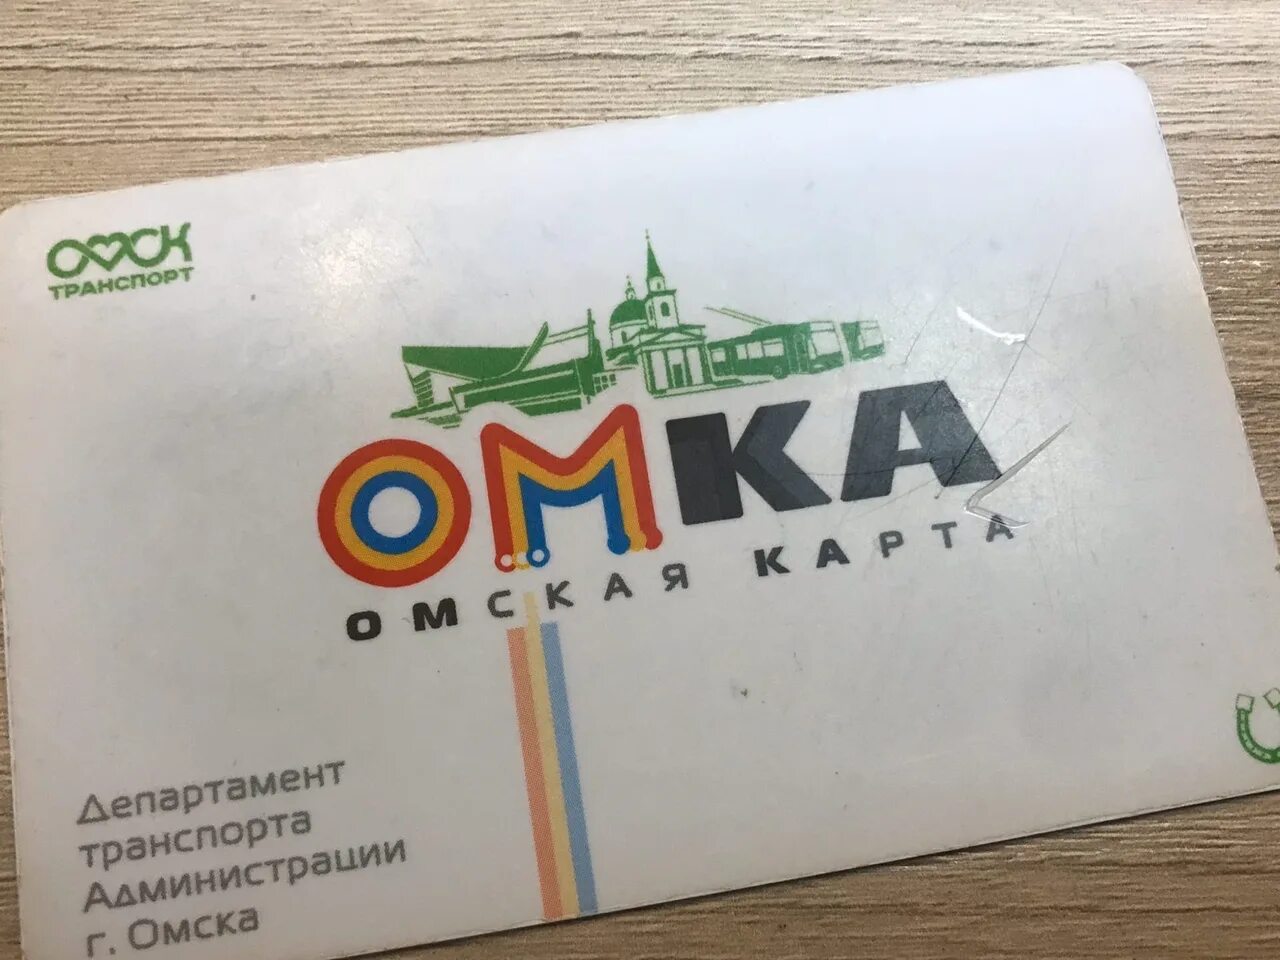 ОМСК
ТРАНСПОРТ
ОМКА
ОМСКАЯ КАРТА
Департамент
транспорта
Администрации
г. Омска